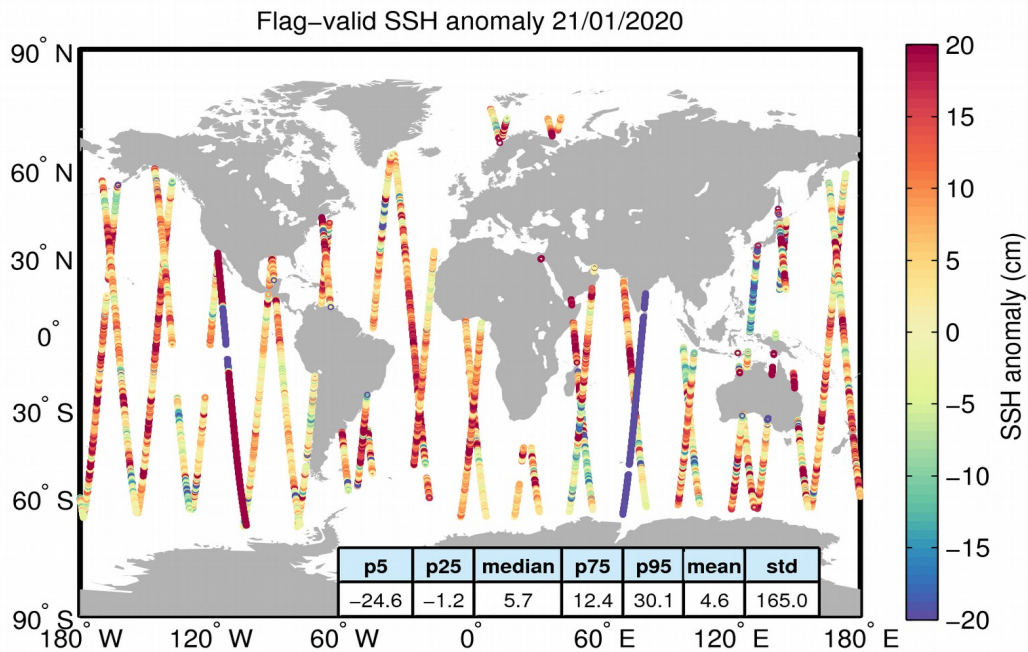 Flag−valid SSH anomaly 21/01/2020
90° N
60° N
30° N
0°
30° S
60° S
90° S
180° W 120° W 60° W 0° 60° E 120° E 180° E
p5 p25 median p75 p95 mean std
−24.6 −1.2 5.7 12.4 30.1 4.6 165.0
20
15
10
5
0
−5
−10
−15
−20
SSH anomaly (cm)